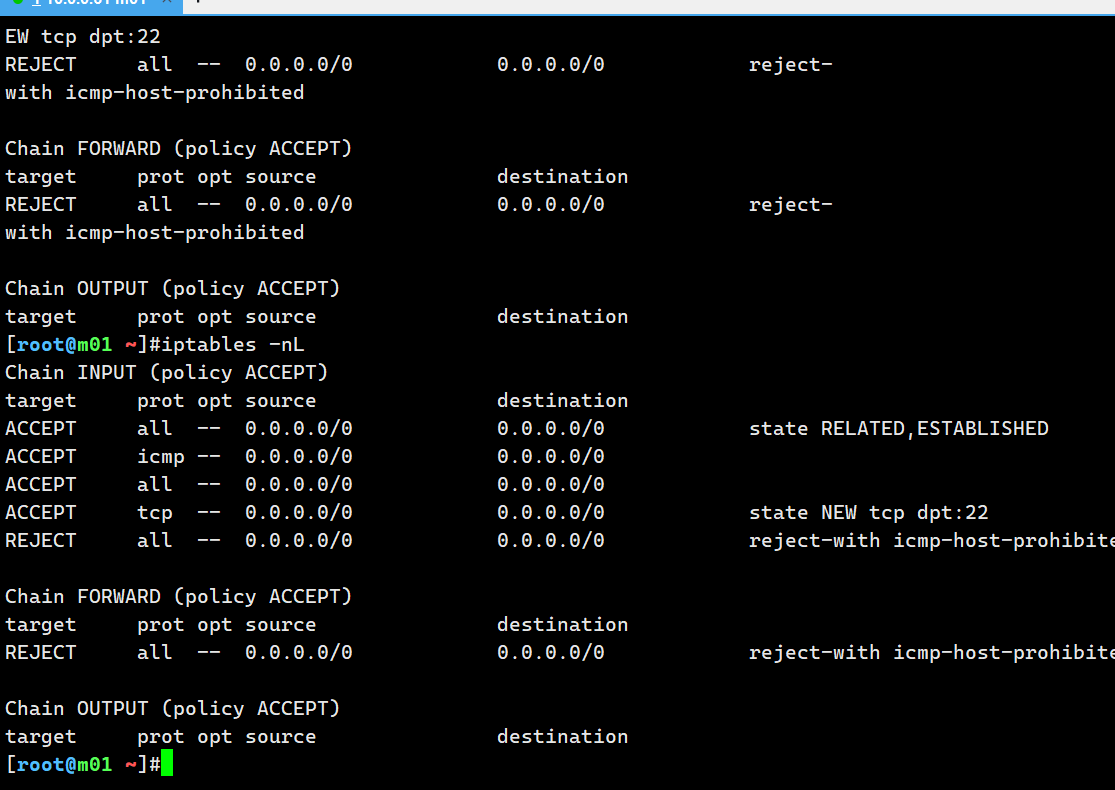 EW tcp dpt:22
REJECT     all  --  0.0.0.0/0            0.0.0.0/0            reject-
with icmp-host-prohibited

Chain FORWARD (policy ACCEPT)
target     prot opt source               destination
REJECT     all  --  0.0.0.0/0            0.0.0.0/0            reject-
with icmp-host-prohibited

Chain OUTPUT (policy ACCEPT)
target     prot opt source               destination
[root@m01 ~]#iptables -nL
Chain INPUT (policy ACCEPT)
target     prot opt source               destination
ACCEPT     all  --  0.0.0.0/0            0.0.0.0/0            state RELATED,ESTABLISHED
ACCEPT     icmp --  0.0.0.0/0            0.0.0.0/0
ACCEPT     all  --  0.0.0.0/0            0.0.0.0/0
ACCEPT     tcp  --  0.0.0.0/0            0.0.0.0/0            state NEW tcp dpt:22
REJECT     all  --  0.0.0.0/0            0.0.0.0/0            reject-with icmp-host-prohibite

Chain FORWARD (policy ACCEPT)
target     prot opt source               destination
REJECT     all  --  0.0.0.0/0            0.0.0.0/0            reject-with icmp-host-prohibite

Chain OUTPUT (policy ACCEPT)
target     prot opt source               destination
[root@m01 ~]#